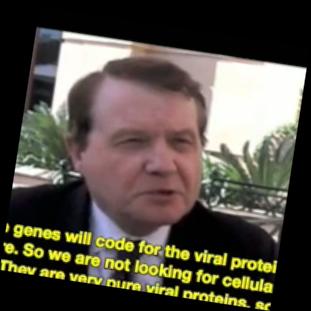 genes will code for the viral protei
e. So we are not looking for cellula
They are very pure viral proteins. so